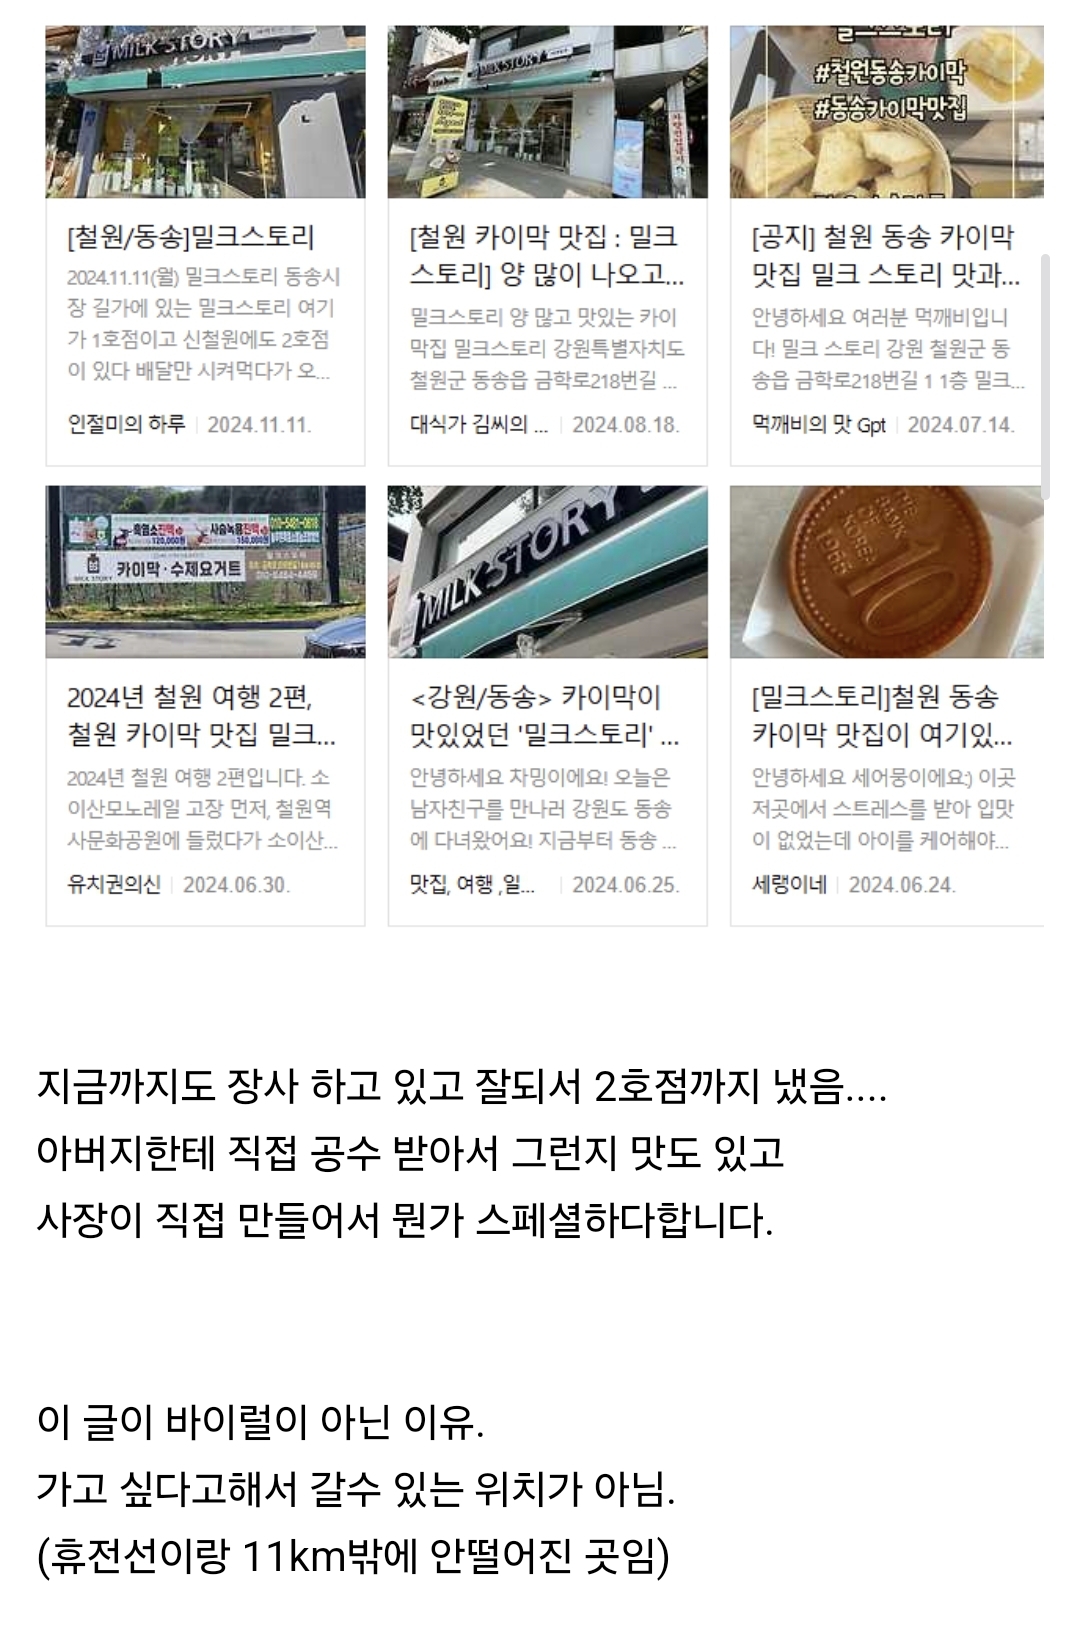 MILK STORY
MILK STORY
#철원동송카이막
#동송카이막맛집
[철원/동송]밀크스토리
2024.11.11(월) 밀크스토리 동송시
장 길가에 있는 밀크스토리 여기
가 1호점이고 신철원에도 2호점
이 있다 배달만 시켜먹다가 오...
인절미의 하루 2024.11.11.
[철원 카이막 맛집 : 밀크
스토리] 양 많이 나오고...
밀크스토리 양 많고 맛있는 카이
막집 밀크스토리 강원특별자치도
철원군 동송읍 금학로218번길 ...
대식가 김씨의 ... 2024.08.18.
[공지] 철원 동송 카이막
맛집 밀크 스토리 맛과...
안녕하세요 여러분 먹깨비입니
다! 밀크 스토리 강원 철원군 동
송읍 금학로218번길 1 1층 밀크...
먹깨비의 맛 Gpt 2024.07.14.
흑염소진액
120,000원
사슴녹용진액
150,000원
MILK STORY
카이막·수제요거트
MILK STORY
10
2024년 철원 여행 2편,
철원 카이막 맛집 밀크...
2024년 철원 여행 2편입니다. 소
이산모노레일 고장 먼저, 철원역
사문화공원에 들렀다가 소이산...
유치권의신 2024.06.30.
<강원/동송> 카이막이
맛있었던 '밀크스토리' ...
안녕하세요 차밍이에요! 오늘은
남자친구를 만나러 강원도 동송
에 다녀왔어요! 지금부터 동송 ...
맛집, 여행 ,일... 2024.06.25.
[밀크스토리]철원 동송
카이막 맛집이 여기있...
안녕하세요 세어뭉이에요:) 이곳
저곳에서 스트레스를 받아 입맛
이 없었는데 아이를 케어해야...
세랭이네 2024.06.24.
지금까지도 장사 하고 있고 잘되서 2호점까지 냈음....
아버지한테 직접 공수 받아서 그런지 맛도 있고
사장이 직접 만들어서 뭔가 스페셜하다합니다.
이 글이 바이럴이 아닌 이유.
가고 싶다고해서 갈수 있는 위치가 아님.
(휴전선이랑 11km밖에 안떨어진 곳임)